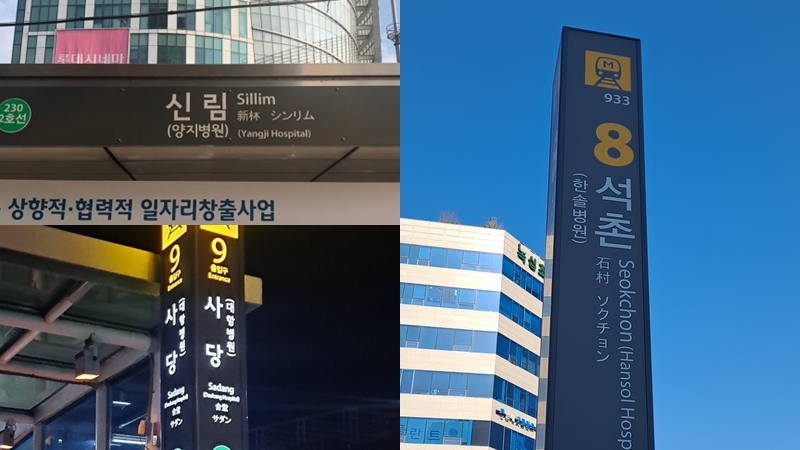 롯데시네마
230
2호선
신 림
Sillim
新林 シンリム
(양지병원)
(Yangji Hospital)
상향적·협력적 일자리창출사업
9
출입구
Entrance
사당
(대항병원)
Sadang
(Daehang Hospital)
舍堂
サダン
9
출입구
Entrance
사당
(대항병원)
Sadang
(Daehang Hospital)
舍堂
サダン
M
933
8
석촌
(한솔병원)
石村 ソクチョン
Seokchon (Hansol Hosp
녹십